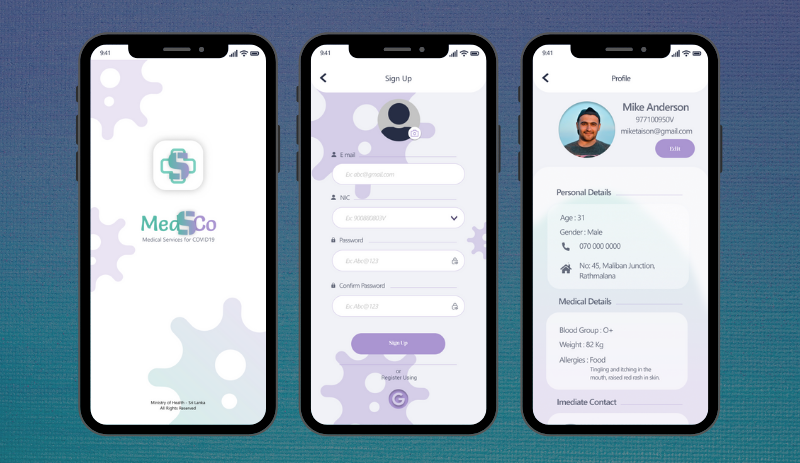 9:41
MedSCo
Medical Services for COVID19
Ministry of Health - Sri Lanka
All Rights Reserved
9:41
Sign Up
E mail
Ex: abc@gmail.com
NIC
Ex: 900860803V
Password
Ex: Abc@123
Confirm Password
Ex: Abc@123
Sign Up
or
Register Using
G
9:41
Profile
Mike Anderson
977100950V
miketaison@gmail.com
Edit
Personal Details
Age : 31
Gender : Male
070 000 0000
No: 45, Maliban Junction,
Rathmalana
Medical Details
Blood Group : O+
Weight : 82 Kg
Allergies : Food
Tingling and itching in the
mouth, raised red rash in skin.
Imediate Contact